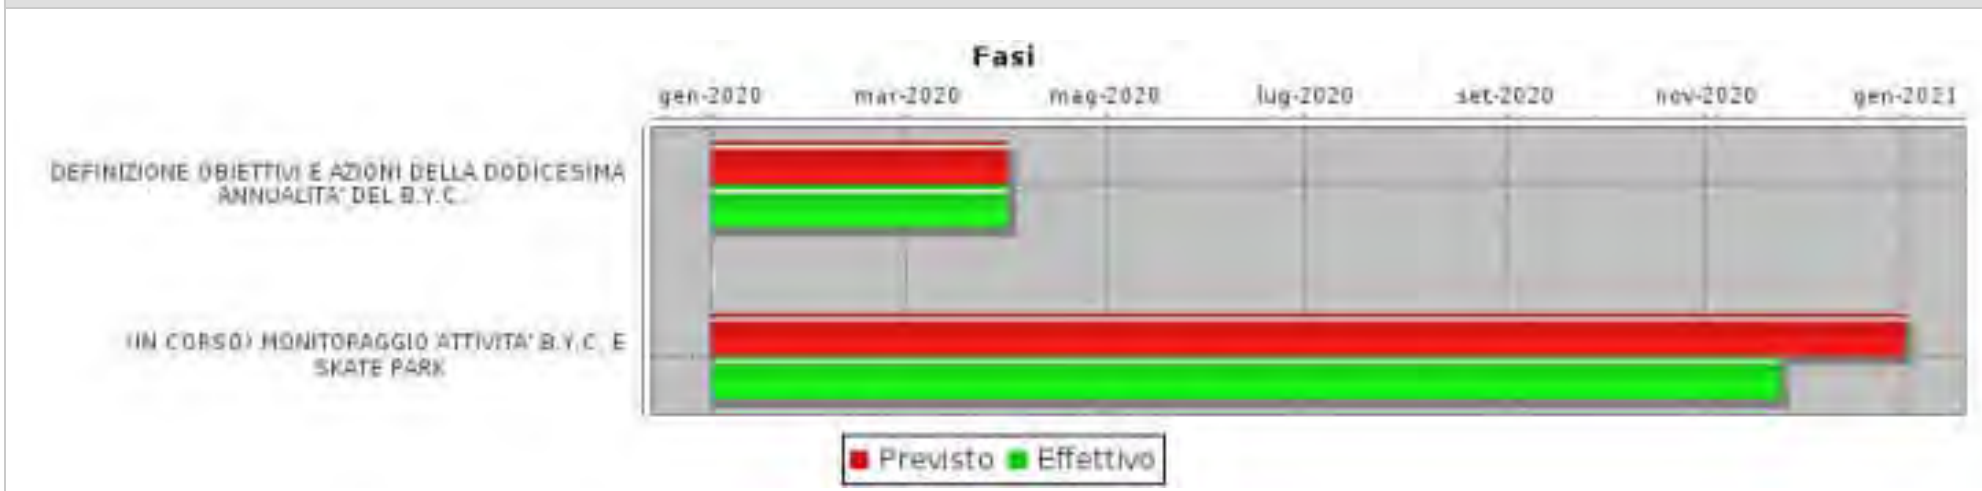 Fasi
gen-2020 mar-2020 mag-2020 lug-2020 set-2020 nov-2020 gen-2021
DEFINIZIONE OBIETTIVI E AZIONI DELLA DODICESIMA
ANNUALITA' DEL B.Y.C.
(IN CORSO) MONITORAGGIO ATTIVITA' B.Y.C. E
SKATE PARK
Previsto Effettivo